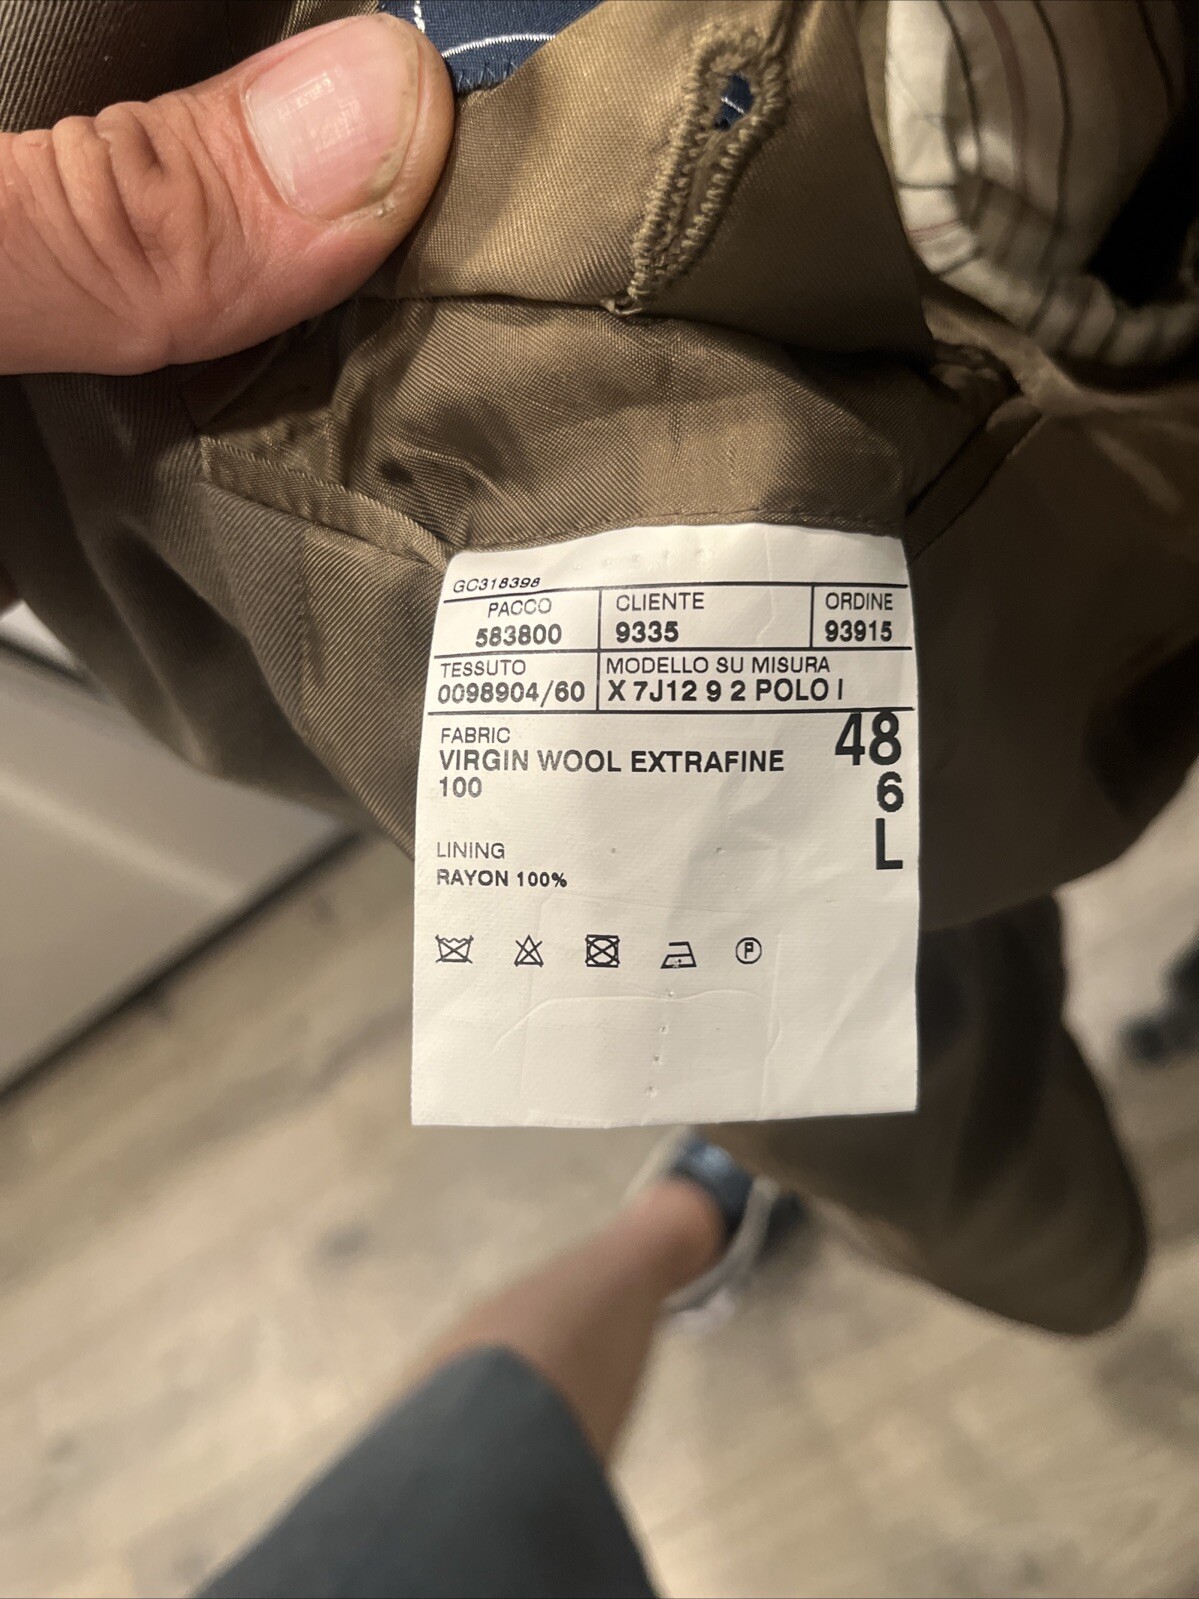 GC318398
PACCO CLIENTE ORDINE
583800 9335 93915
TESSUTO MODELLO SU MISURA
0098904/60 X 7J12 9 2 POLO I
FABRIC
VIRGIN WOOL EXTRAFINE
100
48
6
L
LINING
RAYON 100%
P